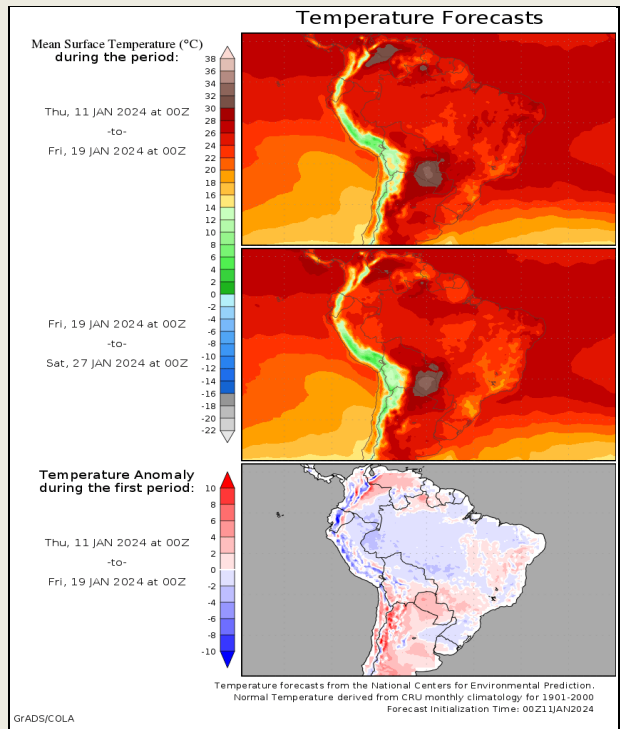 Temperature Forecasts
Mean Surface Temperature (°C)
during the period:
Thu, 11 JAN 2024 at 00Z
-to-
Fri, 19 JAN 2024 at 00Z
38
36
34
32
30
28
26
24
22
20
18
16
14
12
10
8
6
4
2
0
-2
-4
-6
-8
-10
-12
-14
-16
-18
-20
-22
Fri, 19 JAN 2024 at 00Z
-to-
Sat, 27 JAN 2024 at 00Z
Temperature Anomaly
during the first period:
Thu, 11 JAN 2024 at 00Z
-to-
Fri, 19 JAN 2024 at 00Z
10
8
6
4
2
0
-2
-4
-6
-8
-10
Temperature forecasts from the National Centers for Environmental Prediction.
Normal Temperature derived from CRU monthly climatology for 1901-2000
Forecast Initialization Time: 00Z11JAN2024
GrADS/COLA